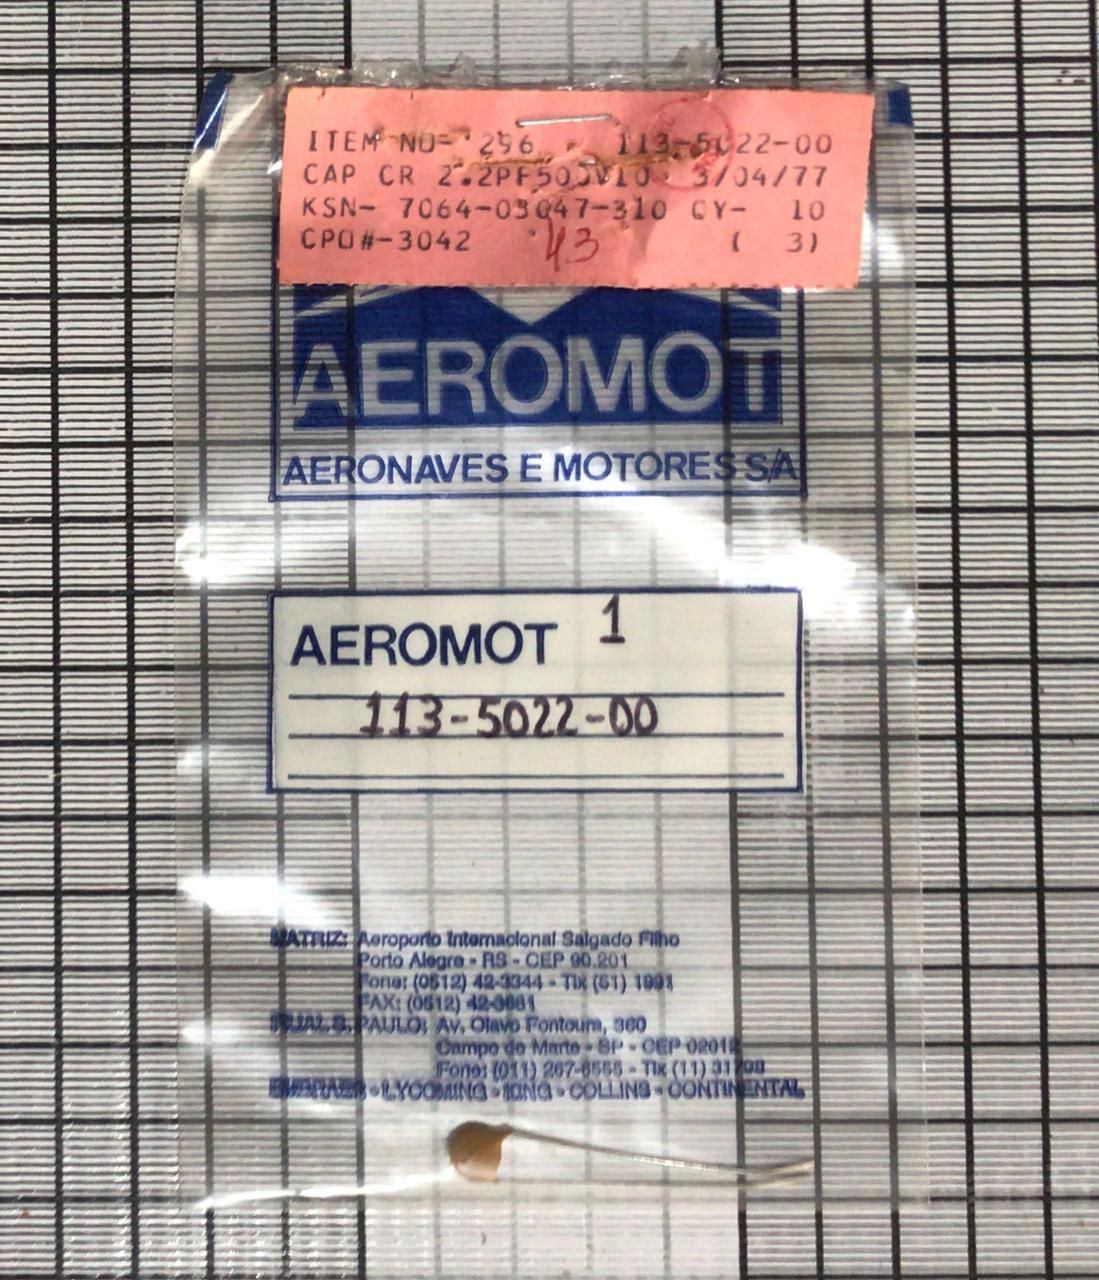 ITEM NO- 296 113-5022-00
CAP CR 2.2PF500V10 3/04/77
KSN- 7064-03047-310 QY- 10
CPO#-3042 ( 3)
43
AEROMOT
AERONAVES E MOTORES S/A
AEROMOT 1
113-5022-00
MATRIZ: Aeroporto Internacional Salgado Filho
Porto Alegre - RS - CEP 90.201
Fone: (0512) 42-3344 - Tlx (51) 1991
FAX: (0512) 42-3681
PAULO: Av. Olavo Fontoura, 360
Campo de Marte - SP - CEP 02012
Fone: (011) 267-6555 - Tlx (11)
EMBRAER - LYCOMING - KING - COLLINS - CONTINENTAL